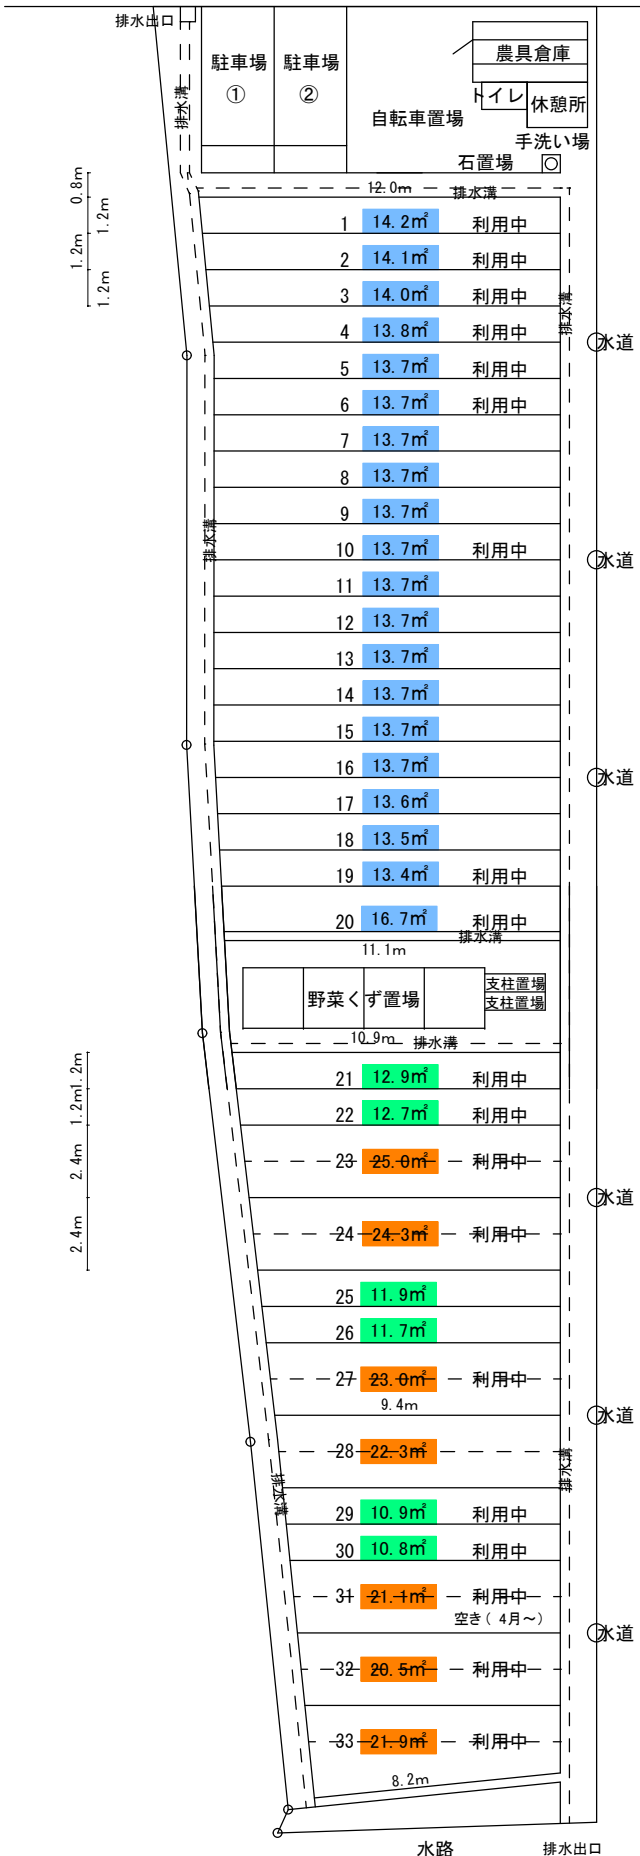 排水出口
農具倉庫
駐車場
①
駐車場
②
トイレ
休憩所
排水溝
自転車置場
手洗い場
石置場
0.8m
12.0m
排水溝
1.2m
1 14.2㎡ 利用中
1.2m
2 14.1㎡ 利用中
1.2m
3 14.0㎡ 利用中
排水溝
4 13.8㎡ 利用中
水道
5 13.7㎡ 利用中
6 13.7㎡ 利用中
7 13.7㎡
8 13.7㎡
9 13.7㎡
排水溝
10 13.7㎡ 利用中
水道
11 13.7㎡
12 13.7㎡
13 13.7㎡
14 13.7㎡
15 13.7㎡
16 13.7㎡
水道
17 13.6㎡
18 13.5㎡
19 13.4㎡ 利用中
20 16.7㎡ 利用中
排水溝
11.1m
野菜くず置場
支柱置場
支柱置場
10.9m
排水溝
1.2m
21 12.9㎡ 利用中
1.2m
22 12.7㎡ 利用中
2.4m
23 25.0㎡ 利用中
水道
2.4m
24 24.3㎡ 利用中
25 11.9㎡
26 11.7㎡
27 23.0㎡ 利用中
9.4m
水道
28 22.3㎡
排水溝
排水溝
29 10.9㎡ 利用中
30 10.8㎡ 利用中
31 21.1㎡ 利用中
空き(4月～)
水道
32 20.5㎡ 利用中
33 21.9㎡ 利用中
8.2m
水路
排水出口